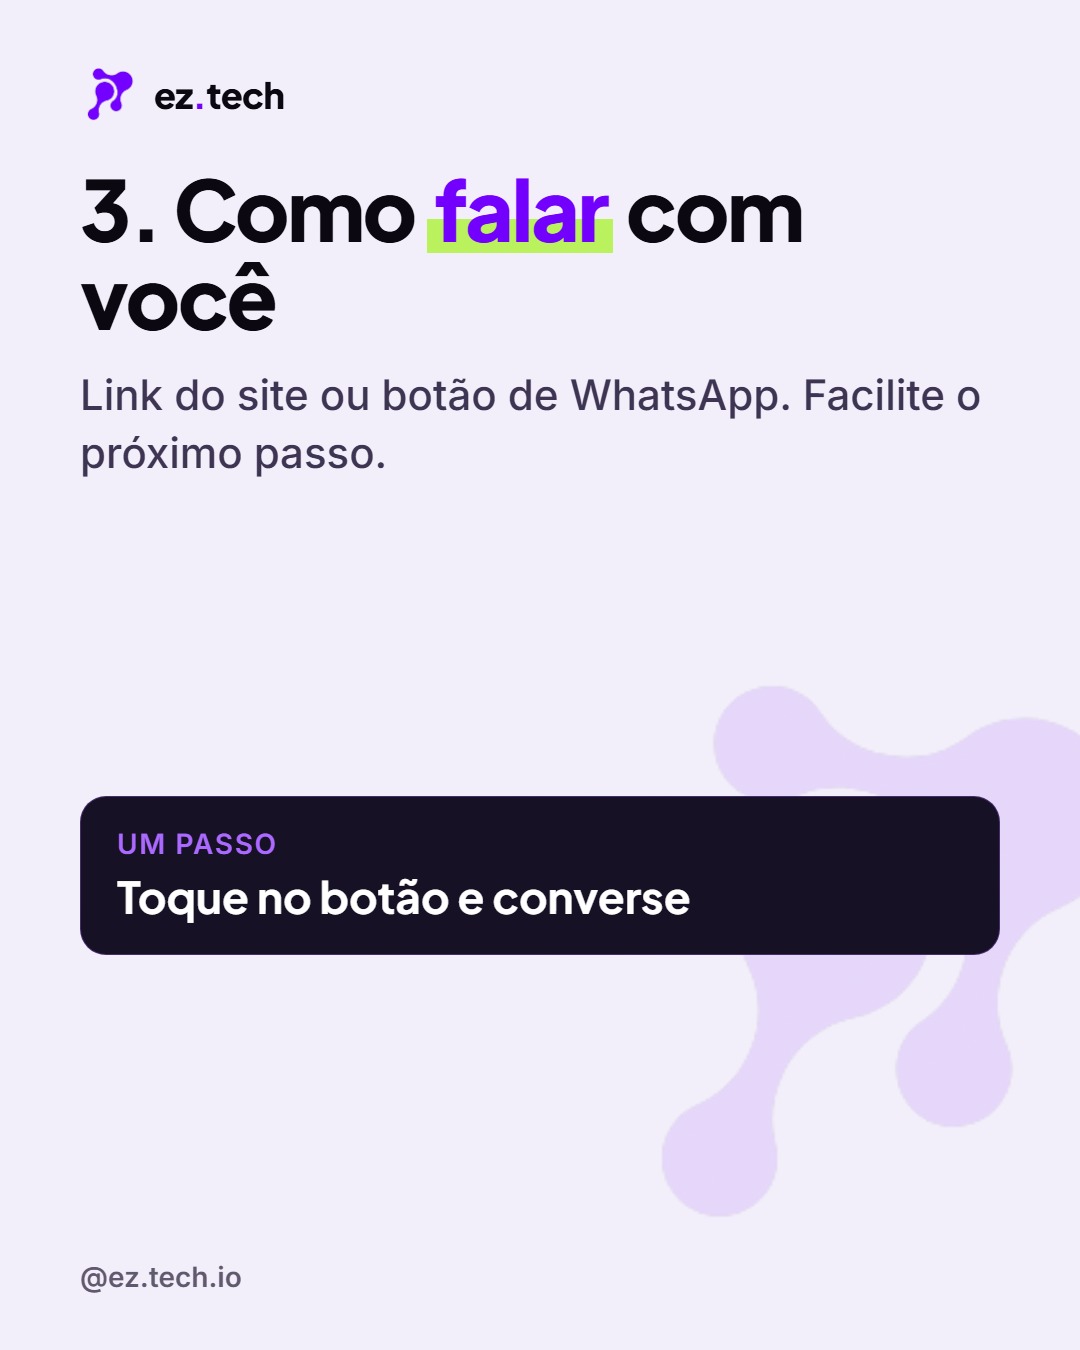 ez.tech
3. Como falar com
você
Link do site ou botão de WhatsApp. Facilite o
próximo passo.
UM PASSO
Toque no botão e converse
@ez.tech.io